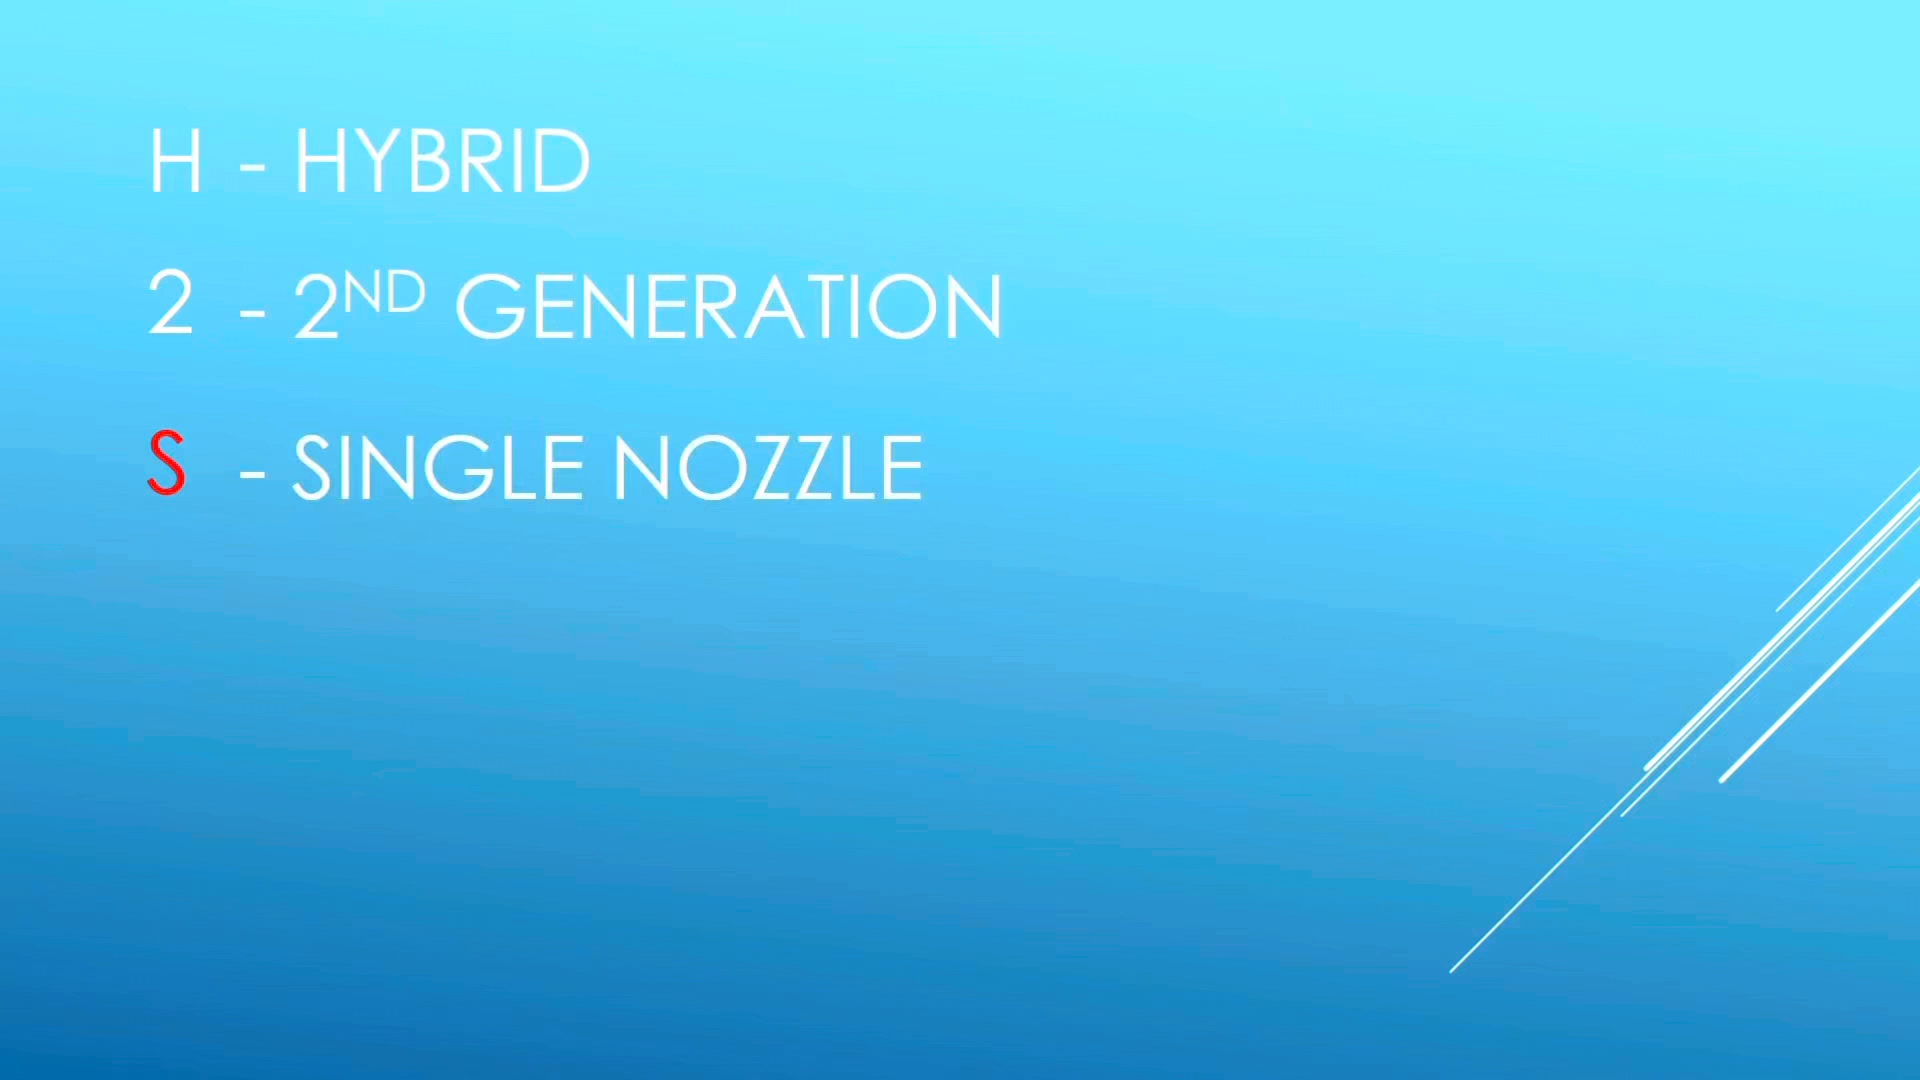 H - HYBRID
2 - 2ND GENERATION
S - SINGLE NOZZLE